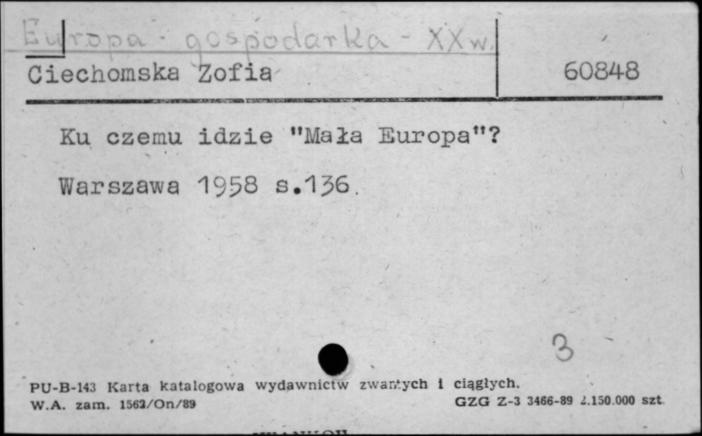 Europa - gospodarka - XX w.
Ciechomska Zofia 60848
Ku czemu idzie "Mała Europa"?
Warszawa 1958 s.136.
3
PU-B-143 Karta katalogowa wydawnictw zwartych i ciągłych.
W.A. zam. 1562/On/89 GZG Z-3 3466-89 2.150.000 szt.